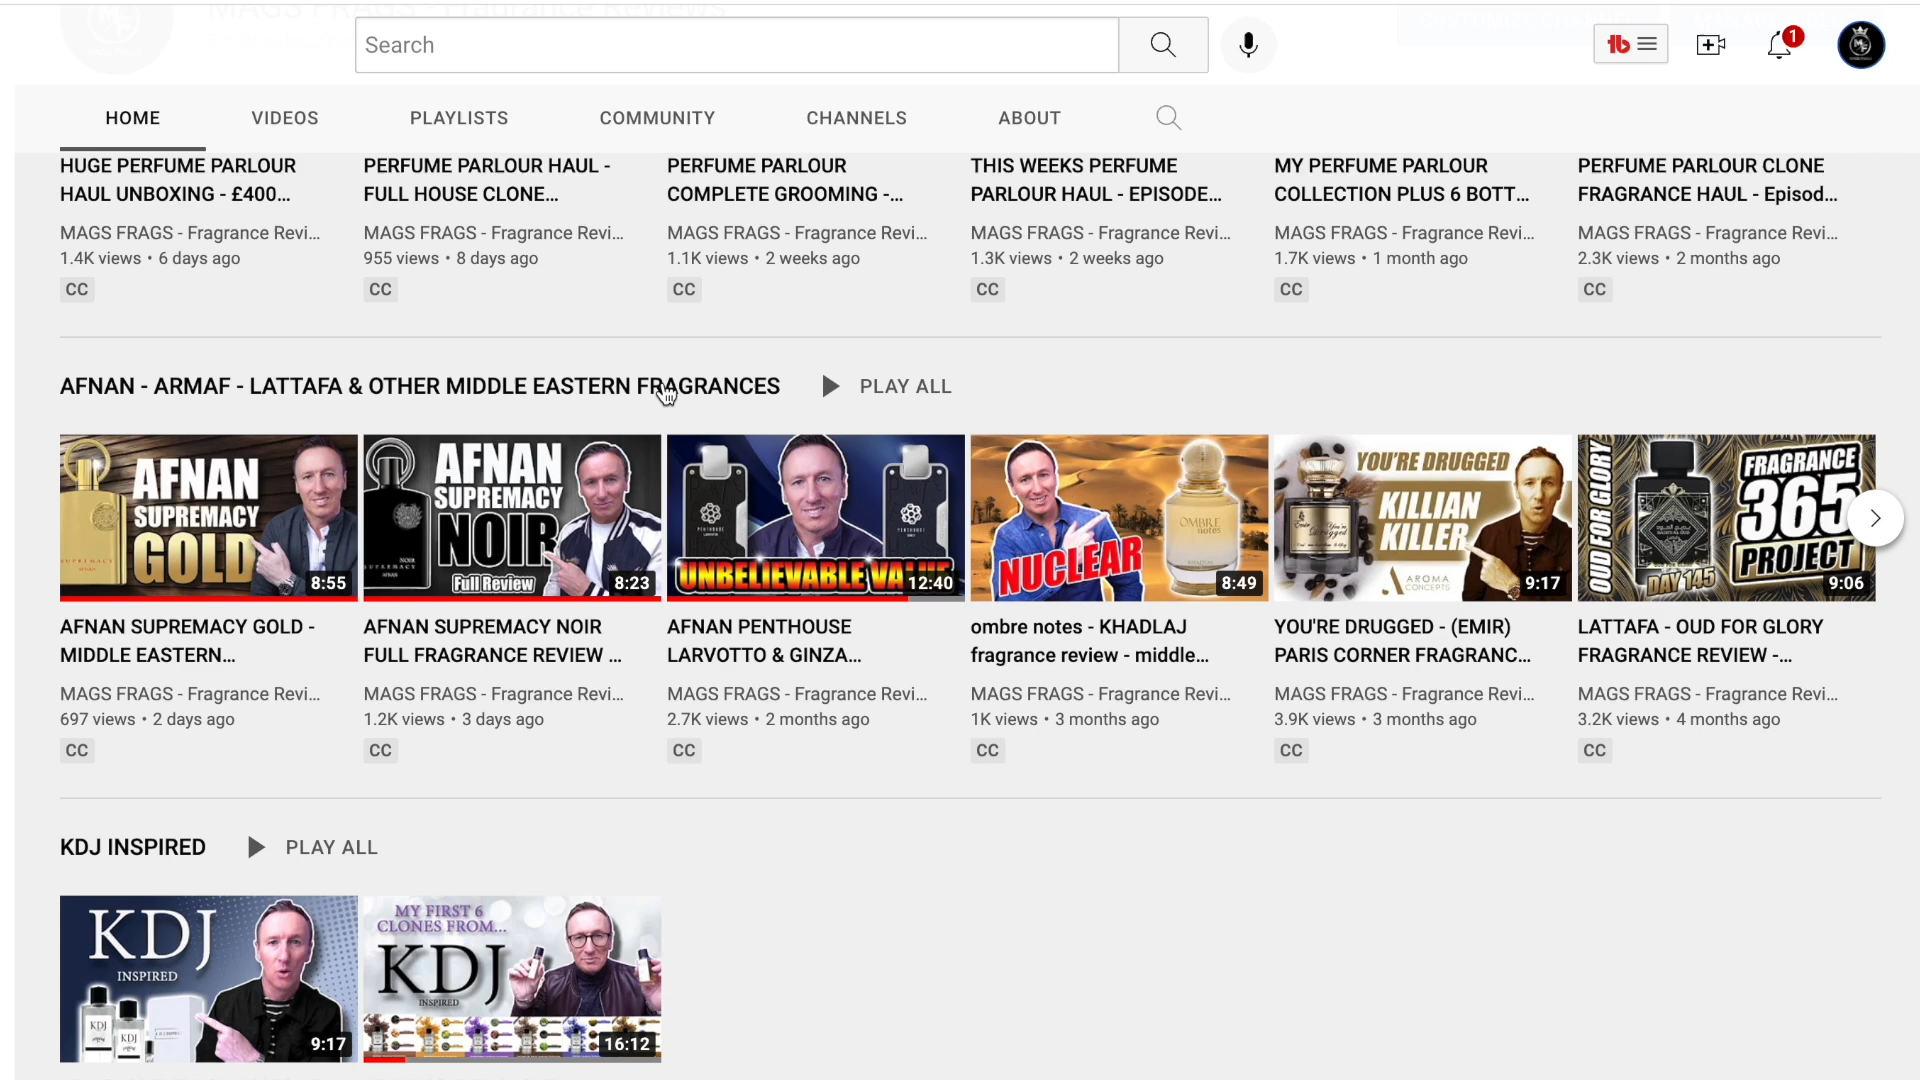 MAGS FRAGS - Fragrance Reviews
Search
1
HOME
VIDEOS
PLAYLISTS
COMMUNITY
CHANNELS
ABOUT
HUGE PERFUME PARLOUR
HAUL UNBOXING - £400...
MAGS FRAGS - Fragrance Revi...
1.4K views • 6 days ago
CC
PERFUME PARLOUR HAUL -
FULL HOUSE CLONE...
MAGS FRAGS - Fragrance Revi...
955 views • 8 days ago
CC
PERFUME PARLOUR
COMPLETE GROOMING -...
MAGS FRAGS - Fragrance Revi...
1.1K views • 2 weeks ago
CC
THIS WEEKS PERFUME
PARLOUR HAUL - EPISODE...
MAGS FRAGS - Fragrance Revi...
1.3K views • 2 weeks ago
CC
MY PERFUME PARLOUR
COLLECTION PLUS 6 BOTT...
MAGS FRAGS - Fragrance Revi...
1.7K views • 1 month ago
CC
PERFUME PARLOUR CLONE
FRAGRANCE HAUL - Episod...
MAGS FRAGS - Fragrance Revi...
2.3K views • 2 months ago
CC
AFNAN - ARMAF - LATTAFA & OTHER MIDDLE EASTERN FRAGRANCES
PLAY ALL
AFNAN
SUPREMACY
GOLD
8:55
AFNAN SUPREMACY GOLD -
MIDDLE EASTERN...
MAGS FRAGS - Fragrance Revi...
697 views • 2 days ago
CC
AFNAN
SUPREMACY
NOIR
Full Review
8:23
AFNAN SUPREMACY NOIR
FULL FRAGRANCE REVIEW ...
MAGS FRAGS - Fragrance Revi...
1.2K views • 3 days ago
CC
PENTHOUSE
PENTHOUSE
UNBELIEVABLE VALUE
12:40
AFNAN PENTHOUSE
LARVOTTO & GINZA...
MAGS FRAGS - Fragrance Revi...
2.7K views • 2 months ago
CC
OMBRE
notes
NUCLEAR
8:49
ombre notes - KHADLAJ
fragrance review - middle...
MAGS FRAGS - Fragrance Revi...
1K views • 3 months ago
CC
YOU'RE DRUGGED
KILLIAN
KILLER
AROMA
CONCEPTS
9:17
YOU'RE DRUGGED - (EMIR)
PARIS CORNER FRAGRANC...
MAGS FRAGS - Fragrance Revi...
3.9K views • 3 months ago
CC
OUD FOR GLORY
FRAGRANCE
365
PROJECT
DAY 145
9:06
LATTAFA - OUD FOR GLORY
FRAGRANCE REVIEW -...
MAGS FRAGS - Fragrance Revi...
3.2K views • 4 months ago
CC
KDJ INSPIRED
PLAY ALL
KDJ
INSPIRED
KDJ
KDJ
9:17
MY FIRST 6
CLONES FROM...
KDJ
INSPIRED
16:12